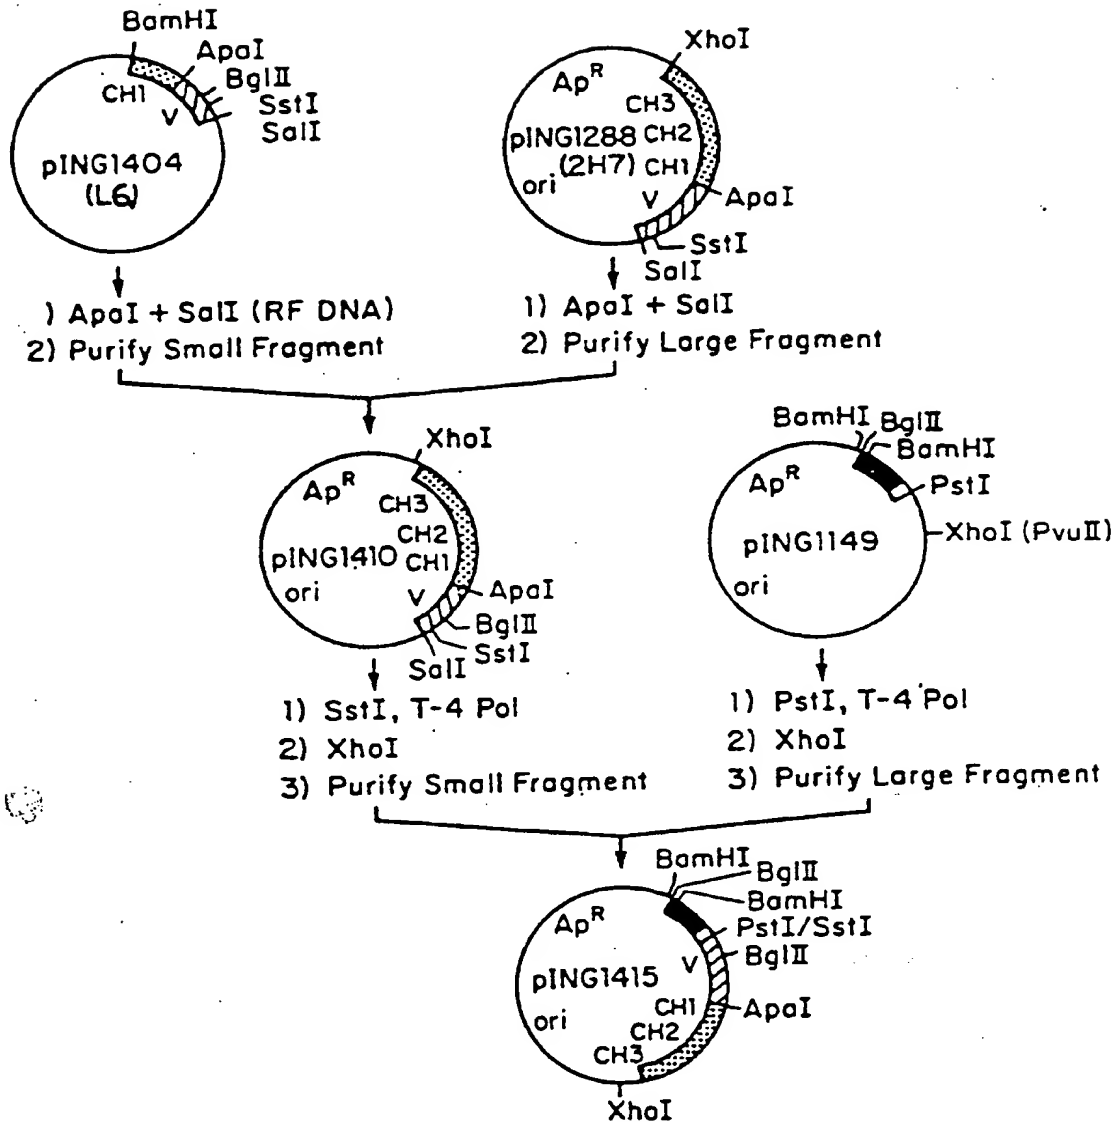 BamHI
ApaI
BglII
SstI
SalI
CH1
V
pING1404
(L6)
XhoI
Ap^R
CH3
pING1288 CH2
(2H7) CH1
ori
V
ApaI
SstI
SalI
) ApaI + SalI (RF DNA)
2) Purify Small Fragment
1) ApaI + SalI
2) Purify Large Fragment
XhoI
Ap^R
CH3
CH2
pING1410 CH1
ori
V
ApaI
BglII
SstI
SalI
BamHI
BglII
BamHI
Ap^R
PstI
XhoI (PvuII)
pING1149
ori
1) SstI, T-4 Pol
2) XhoI
3) Purify Small Fragment
1) PstI, T-4 Pol
2) XhoI
3) Purify Large Fragment
BamHI
BglII
BamHI
Ap^R
PstI/SstI
BglII
V
pING1415
ApaI
CH1
ori
CH2
CH3
XhoI